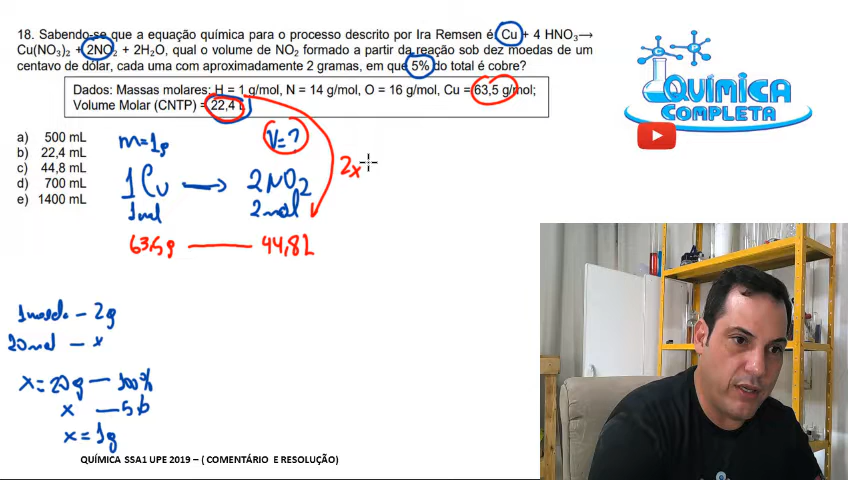 18. Sabendo-se que a equação química para o processo descrito por Ira Remsen é Cu + 4 HNO₃→
Cu(NO₃)₂ + 2NO₂ + 2H₂O, qual o volume de NO₂ formado a partir da reação sob dez moedas de um
centavo de dólar, cada uma com aproximadamente 2 gramas, em que 5% do total é cobre?
Dados: Massas molares: H = 1 g/mol, N = 14 g/mol, O = 16 g/mol, Cu = 63,5 g/mol;
Volume Molar (CNTP) = 22,4 L
QUÍMICA
COMPLETA
a) 500 mL
b) 22,4 mL
c) 44,8 mL
d) 700 mL
e) 1400 mL
m=1g
V=?
2x
1Cu → 2NO₂
1mol 2mol
63,5g — 44,8L
1moeda - 2g
20mol - x
x=20g — 100%
x — 5%
x=1g
QUÍMICA SSA1 UPE 2019 – ( COMENTÁRIO E RESOLUÇÃO)